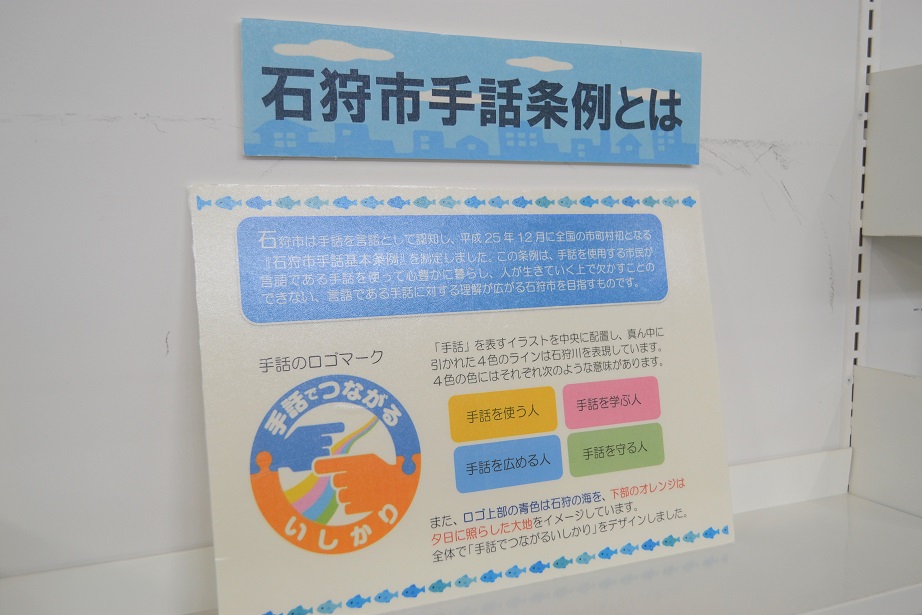 石狩市手話条例とは
石狩市は手話を言語として認知し、平成25年12月に全国の市町村初となる
『石狩市手話基本条例』を制定しました。この条例は、手話を使用する市民が
言語である手話を使って心豊かに暮らし、人が生きていく上で欠かすことの
できない、言語である手話に対する理解が広がる石狩市を目指すものです。
手話のロゴマーク
手話でつながる
いしかり
「手話」を表すイラストを中央に配置し、真ん中に
引かれた4色のラインは石狩川を表現しています。
4色の色にはそれぞれ次のような意味があります。
手話を使う人
手話を学ぶ人
手話を広める人
手話を守る人
また、ロゴ上部の青色は石狩の海を、下部のオレンジは
夕日に照らした大地をイメージしています。
全体で「手話でつながるいしかり」をデザインしました。